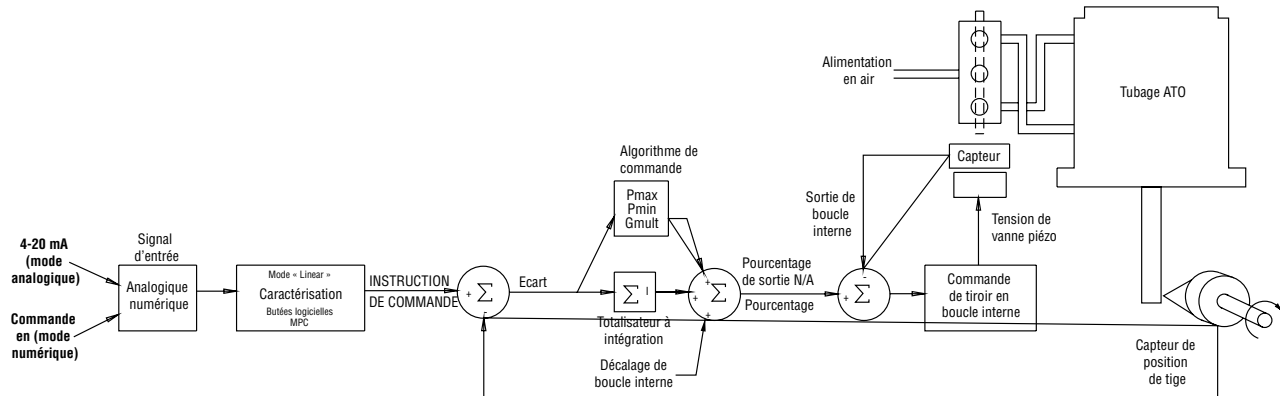 Alimentation
en air
Tubage ATO
Algorithme de
commande
Pmax
Pmin
Gmult
Capteur
Sortie de
boucle
interne
Tension de
vanne piézo
4-20 mA (mode
analogique)
Commande
en (mode
numérique)
Signal
d'entrée
Analogique
numérique
Mode « Linear »
Caractérisation
Butées logicielles
MPC
INSTRUCTION
DE COMMANDE
+ Σ -
Ecart
Σ I
Totalisateur à
intégration
Décalage de
boucle interne
+ + Σ +
Pourcentage
de sortie N/A
Pourcentage
+ Σ -
Commande
de tiroir en
boucle interne
Capteur de
position
de tige